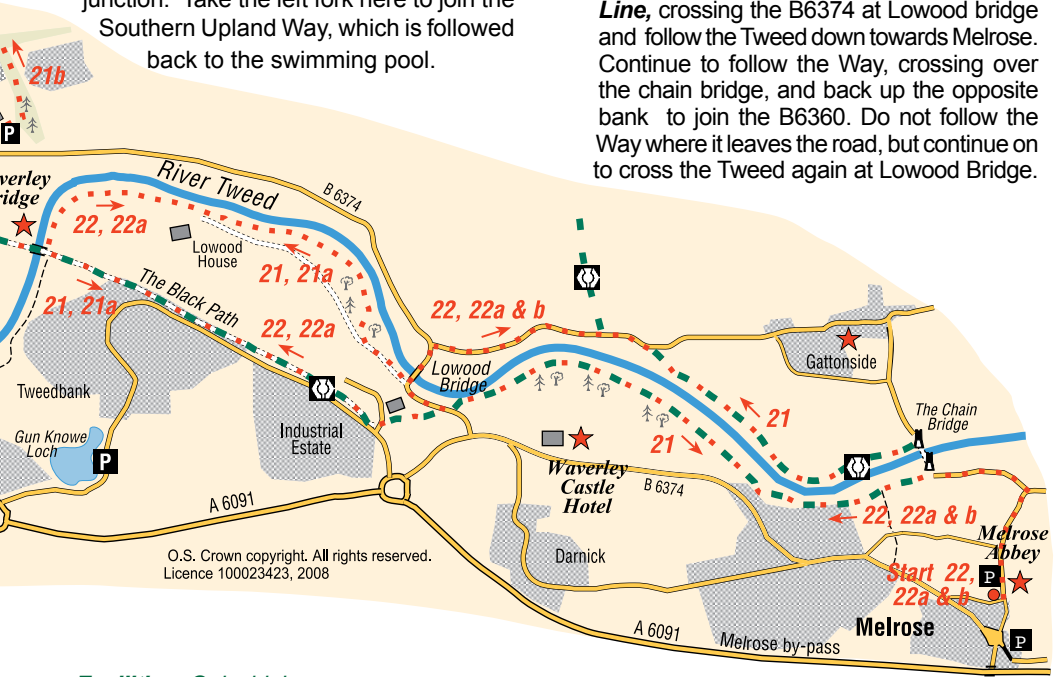 junction. Take the left fork here to join the
Southern Upland Way, which is followed
back to the swimming pool.
Line, crossing the B6374 at Lowood bridge
and follow the Tweed down towards Melrose.
Continue to follow the Way, crossing over
the chain bridge, and back up the opposite
bank to join the B6360. Do not follow the
Way where it leaves the road, but continue on
to cross the Tweed again at Lowood Bridge.
21b
P
verley
ridge
River Tweed
B 6374
22, 22a
Lowood
House
21, 21a
The Black Path
21, 21a
22, 22a
22, 22a & b
Lowood
Bridge
Gattonside
Tweedbank
Gun Knowe
Loch
P
Industrial
Estate
21
21
The Chain
Bridge
Waverley
Castle
Hotel
B 6374
A 6091
22, 22a & b
Melrose
Abbey
O.S. Crown copyright. All rights reserved.
Licence 100023423, 2008
Darnick
Start 22,
22a & b
P
Melrose
A 6091
Melrose by-pass
P